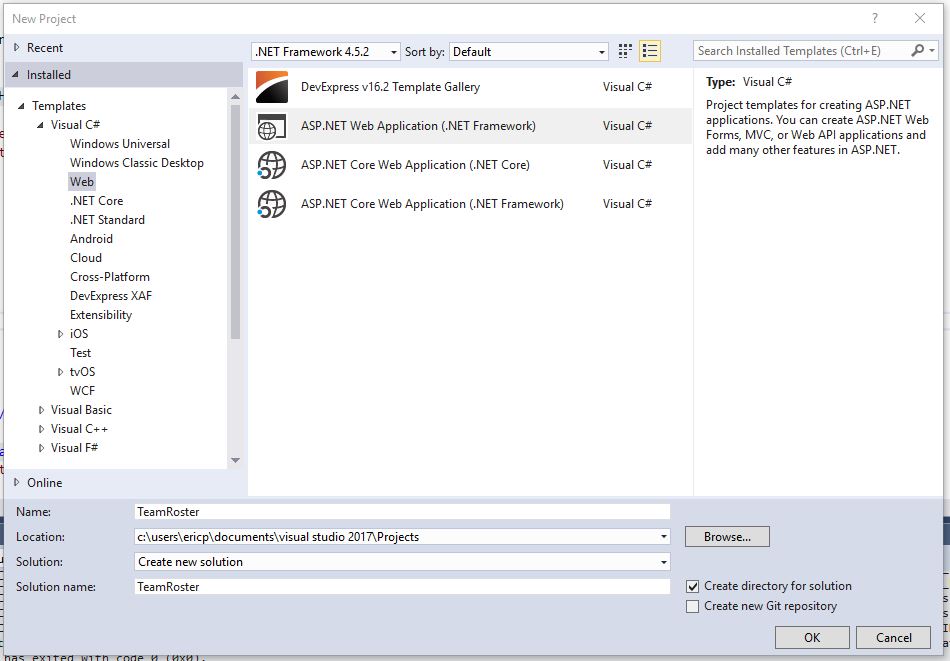 New Project
Recent
.NET Framework 4.5.2 Sort by: Default
Search Installed Templates (Ctrl+E)
Installed
Templates
Visual C#
Windows Universal
Windows Classic Desktop
Web
.NET Core
.NET Standard
Android
Cloud
Cross-Platform
DevExpress XAF
Extensibility
iOS
Test
tvOS
WCF
Visual Basic
Visual C++
Visual F#
Online
DevExpress v16.2 Template Gallery Visual C#
ASP.NET Web Application (.NET Framework) Visual C#
ASP.NET Core Web Application (.NET Core) Visual C#
ASP.NET Core Web Application (.NET Framework) Visual C#
Type: Visual C#
Project templates for creating ASP.NET
applications. You can create ASP.NET Web
Forms, MVC, or Web API applications and
add many other features in ASP.NET.
Name: TeamRoster
Location: c:\users\ericp\documents\visual studio 2017\Projects Browse...
Solution: Create new solution
Solution name: TeamRoster
Create directory for solution
Create new Git repository
OK Cancel
has exited with code 0 (0x0).